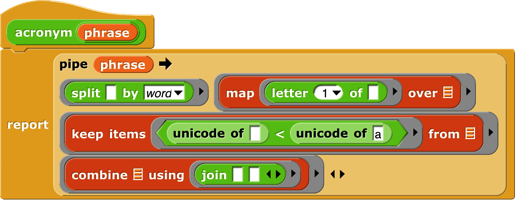 acronym phrase
pipe phrase
split by word map letter 1 of over
report
keep items unicode of < unicode of a from
combine using join